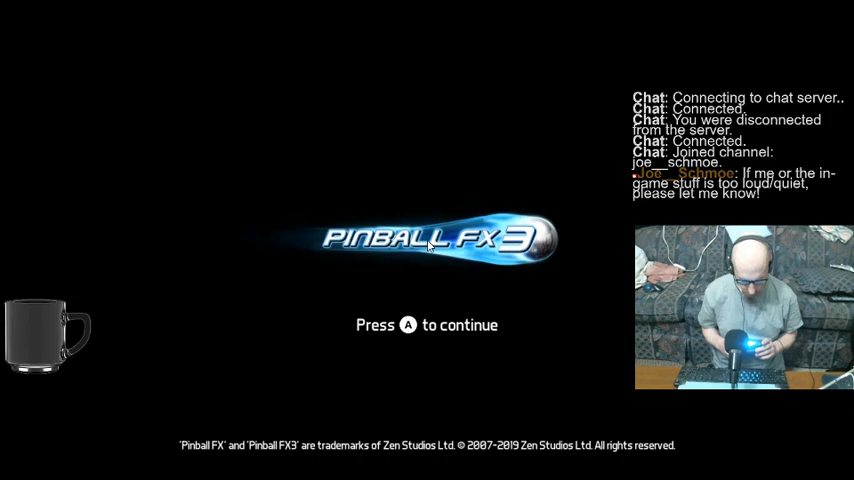 Chat: Connecting to chat server..
Chat: Connected.
Chat: You were disconnected
from the server.
Chat: Connected.
Chat: Joined channel:
joe__schmoe.
Joe__Schmoe: If me or the in-
game stuff is too loud/quiet,
please let me know!
PINBALL FX3
Press A to continue
'Pinball FX' and 'Pinball FX3' are trademarks of Zen Studios Ltd. © 2007-2019 Zen Studios Ltd. All rights reserved.